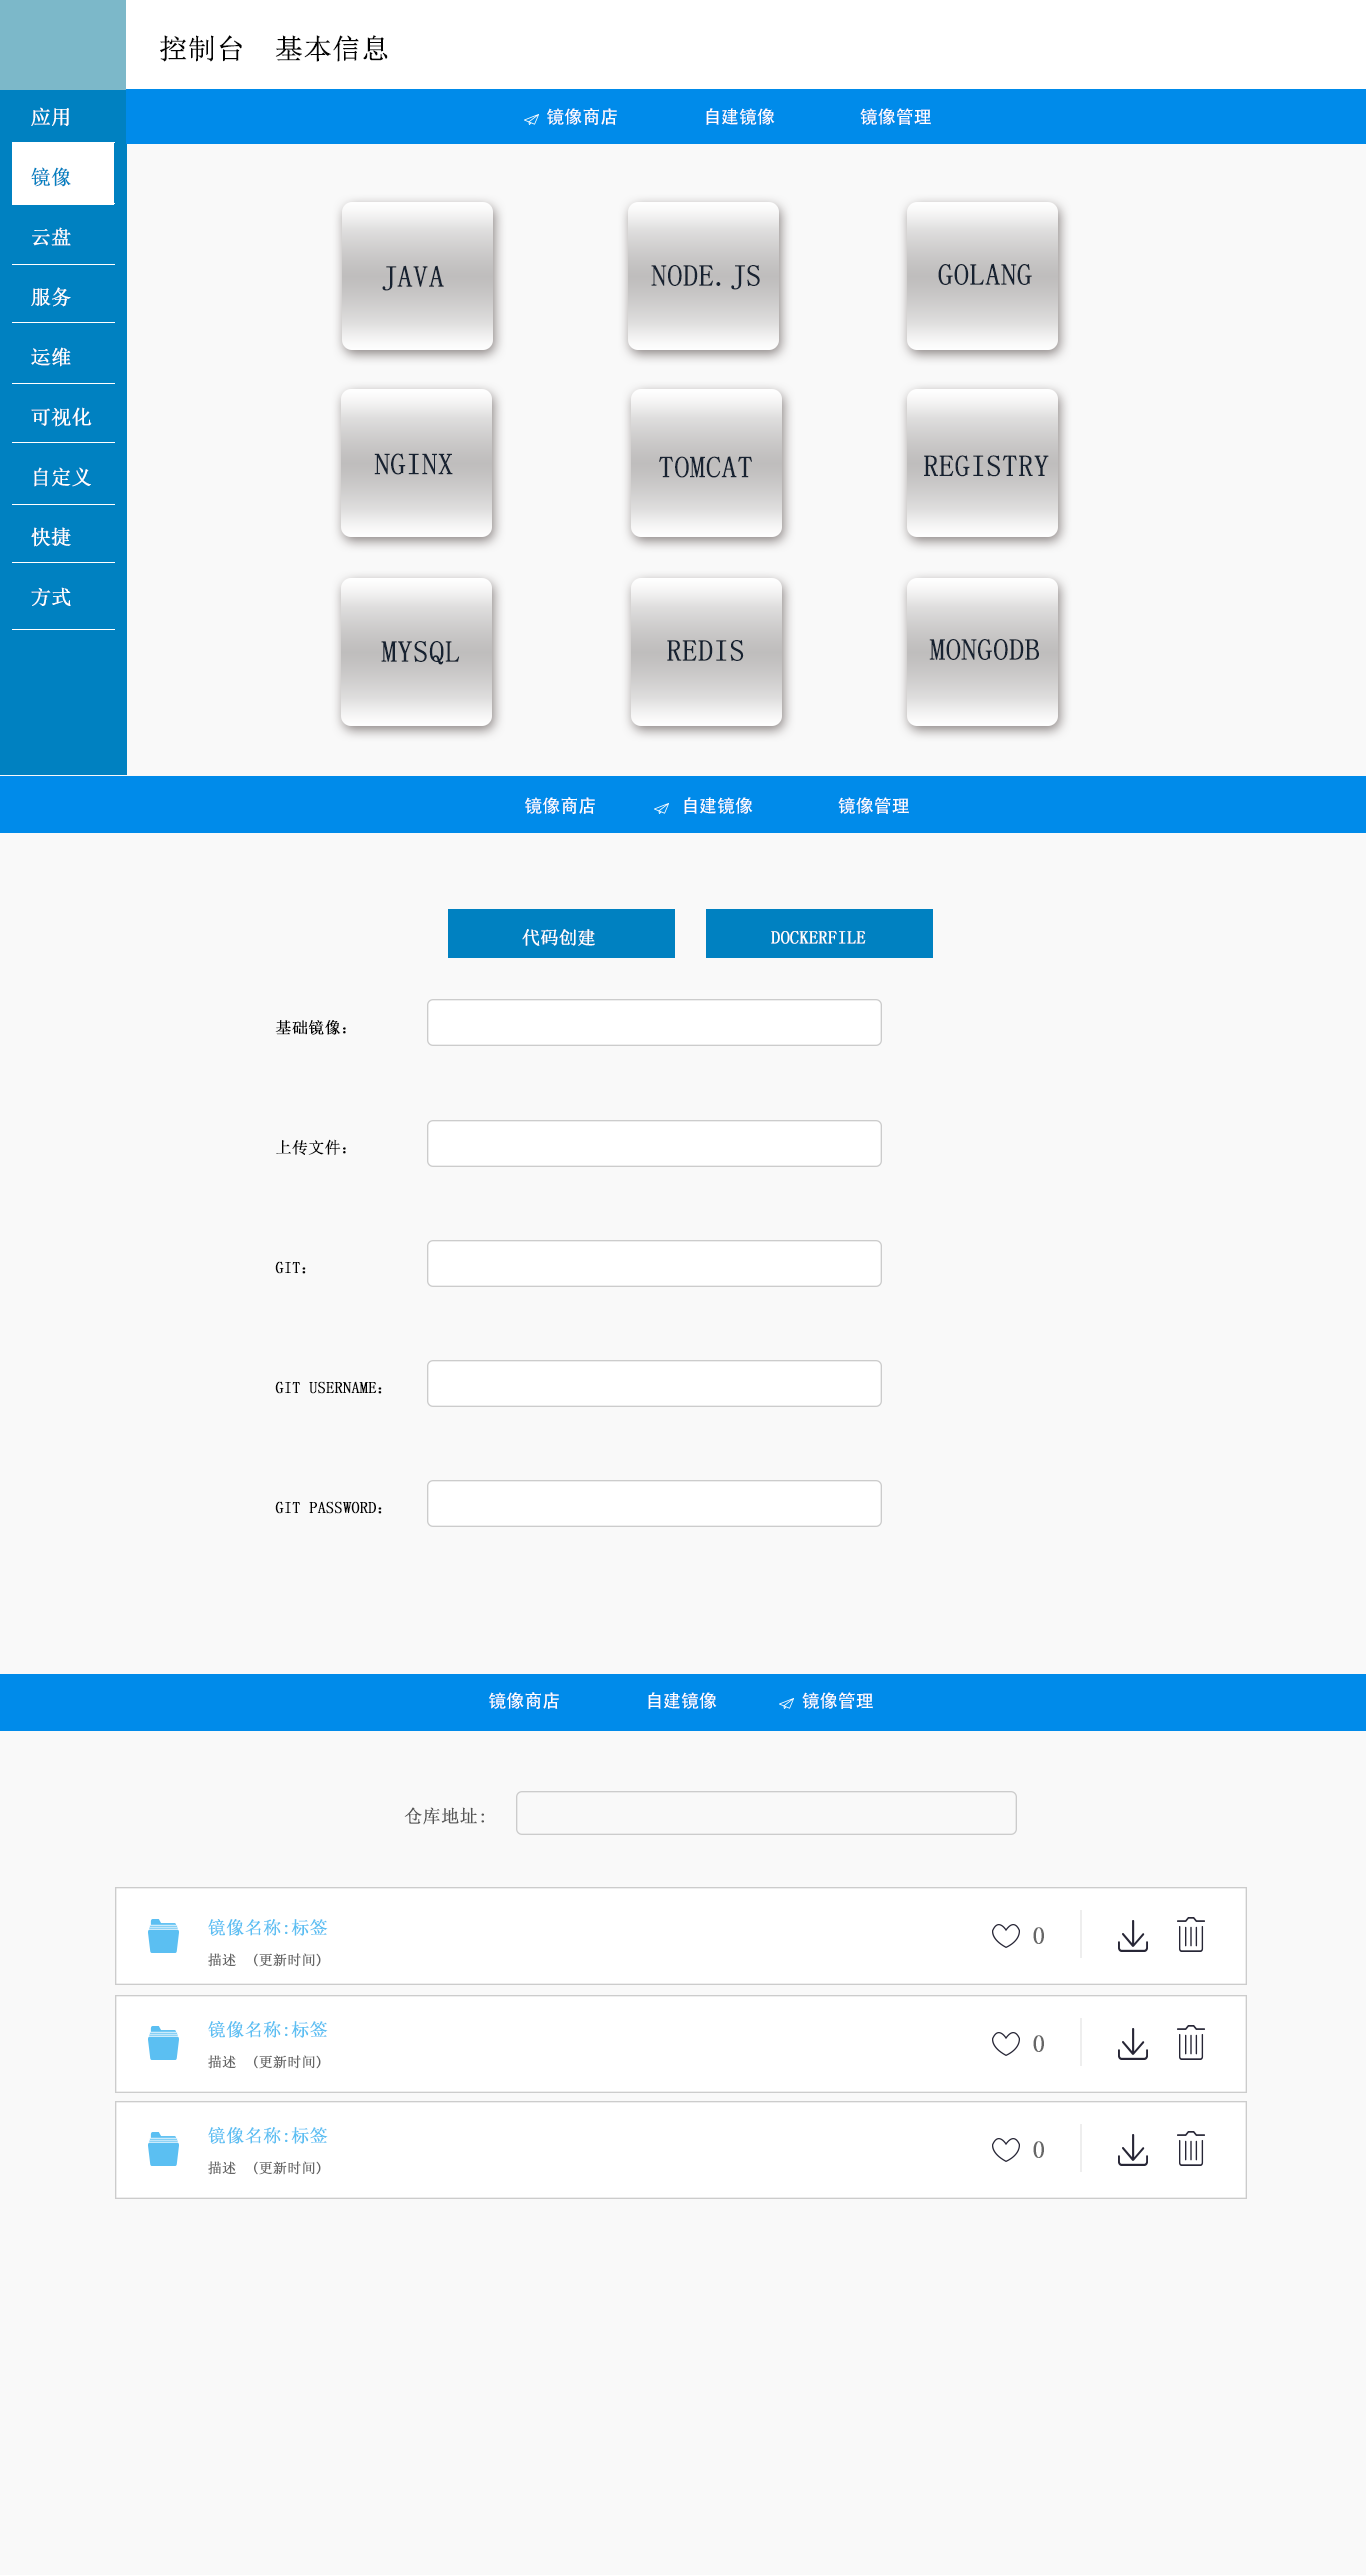 控制台 基本信息
应用
镜像
云盘
服务
运维
可视化
自定义
快捷
方式
镜像商店 自建镜像 镜像管理
JAVA NODE.JS GOLANG
NGINX TOMCAT REGISTRY
MYSQL REDIS MONGODB
镜像商店 自建镜像 镜像管理
代码创建 DOCKERFILE
基础镜像:
上传文件:
GIT:
GIT USERNAME:
GIT PASSWORD:
镜像商店 自建镜像 镜像管理
仓库地址:
镜像名称:标签
描述 (更新时间)
0
镜像名称:标签
描述 (更新时间)
0
镜像名称:标签
描述 (更新时间)
0